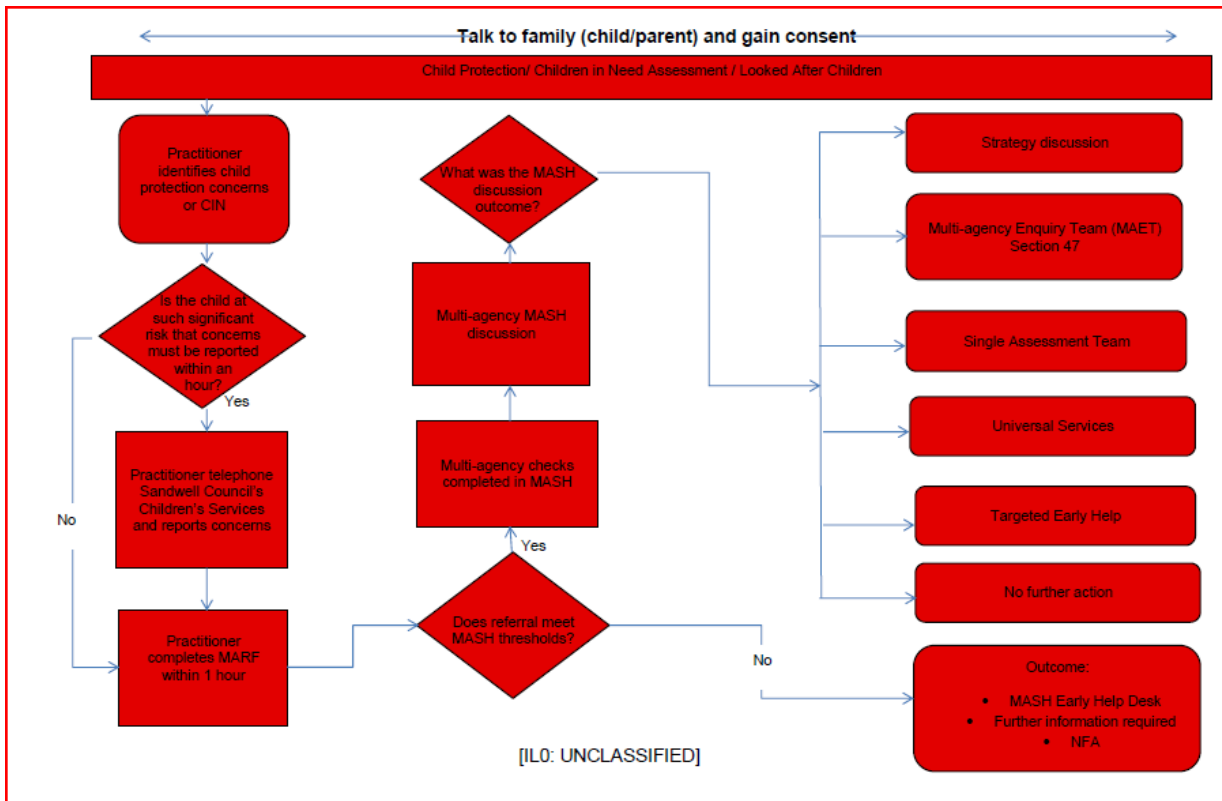 Talk to family (child/parent) and gain consent
Child Protection/ Children in Need Assessment / Looked After Children
Practitioner
identifies child
protection concerns
or CIN
Is the child at
such significant
risk that concerns
must be reported
within an
hour?
Yes
No
Practitioner telephone
Sandwell Council's
Children's Services
and reports concerns
Practitioner
completes MARF
within 1 hour
What was the MASH
discussion
outcome?
Multi-agency MASH
discussion
Multi-agency checks
completed in MASH
Yes
Does referral meet
MASH thresholds?
No
Strategy discussion
Multi-agency Enquiry Team (MAET)
Section 47
Single Assessment Team
Universal Services
Targeted Early Help
No further action
Outcome:
• MASH Early Help Desk
• Further information required
• NFA
[IL0: UNCLASSIFIED]